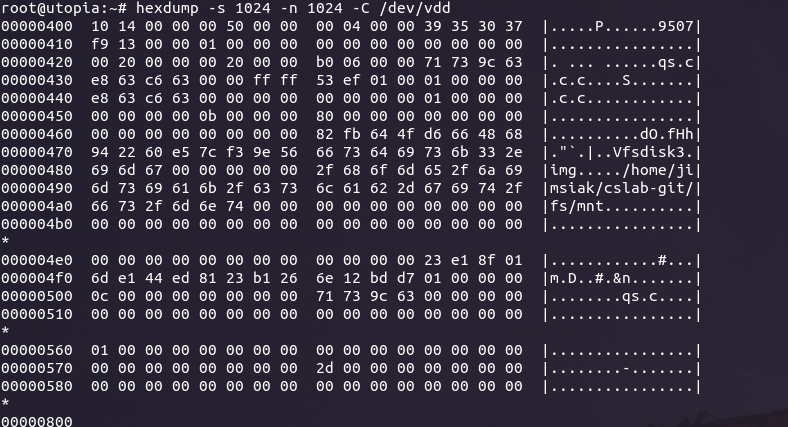 root@utopia:~# hexdump -s 1024 -n 1024 -C /dev/vdd
00000400  10 14 00 00 00 50 00 00  00 04 00 00 39 35 30 37  |.....P......9507|
00000410  f9 13 00 00 01 00 00 00  00 00 00 00 00 00 00 00  |................|
00000420  00 20 00 00 00 20 00 00  b0 06 00 00 71 73 9c 63  |. ... ......qs.c|
00000430  e8 63 c6 63 00 00 ff ff  53 ef 01 00 01 00 00 00  |.c.c....S.......|
00000440  e8 63 c6 63 00 00 00 00  00 00 00 00 01 00 00 00  |.c.c............|
00000450  00 00 00 00 0b 00 00 00  80 00 00 00 00 00 00 00  |................|
00000460  00 00 00 00 00 00 00 00  82 fb 64 4f d6 66 48 68  |..........dO.fHh|
00000470  94 22 60 e5 7c f3 9e 56  66 73 64 69 73 6b 33 2e  |."`.|..Vfsdisk3.|
00000480  69 6d 67 00 00 00 00 00  2f 68 6f 6d 65 2f 6a 69  |img...../home/ji|
00000490  6d 73 69 61 6b 2f 63 73  6c 61 62 2d 67 69 74 2f  |msiak/cslab-git/|
000004a0  66 73 2f 6d 6e 74 00 00  00 00 00 00 00 00 00 00  |fs/mnt..........|
000004b0  00 00 00 00 00 00 00 00  00 00 00 00 00 00 00 00  |................|
*
000004e0  00 00 00 00 00 00 00 00  00 00 00 00 23 e1 8f 01  |............#...|
000004f0  6d e1 44 ed 81 23 b1 26  6e 12 bd d7 01 00 00 00  |m.D..#.&n.......|
00000500  0c 00 00 00 00 00 00 00  71 73 9c 63 00 00 00 00  |........qs.c....|
00000510  00 00 00 00 00 00 00 00  00 00 00 00 00 00 00 00  |................|
*
00000560  01 00 00 00 00 00 00 00  00 00 00 00 00 00 00 00  |................|
00000570  00 00 00 00 00 00 00 00  2d 00 00 00 00 00 00 00  |........-.......|
00000580  00 00 00 00 00 00 00 00  00 00 00 00 00 00 00 00  |................|
*
00000800